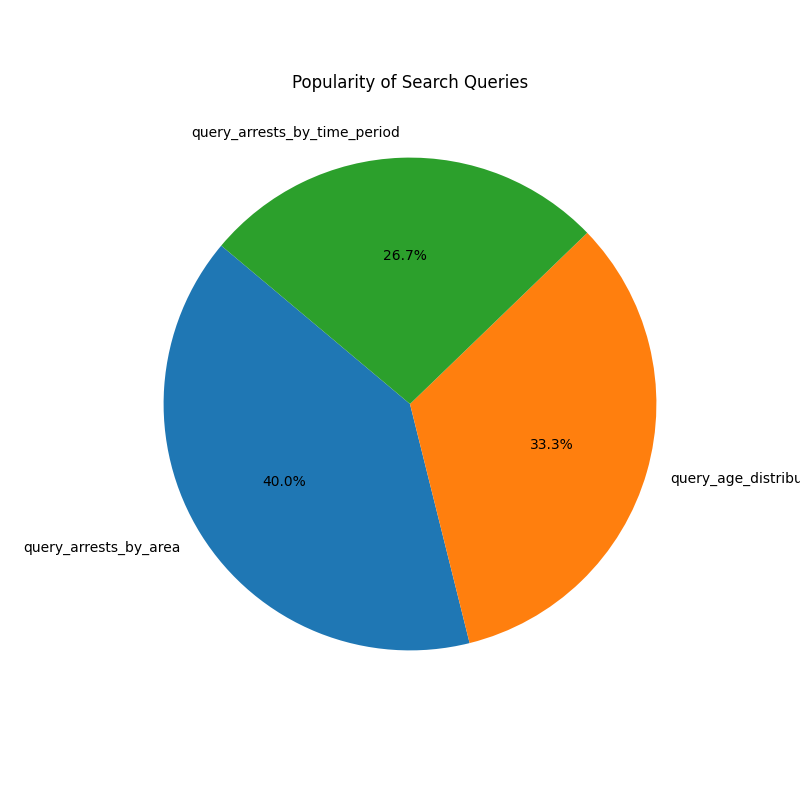 Popularity of Search Queries
query_arrests_by_time_period
26.7%
33.3%
query_age_distribu
40.0%
query_arrests_by_area